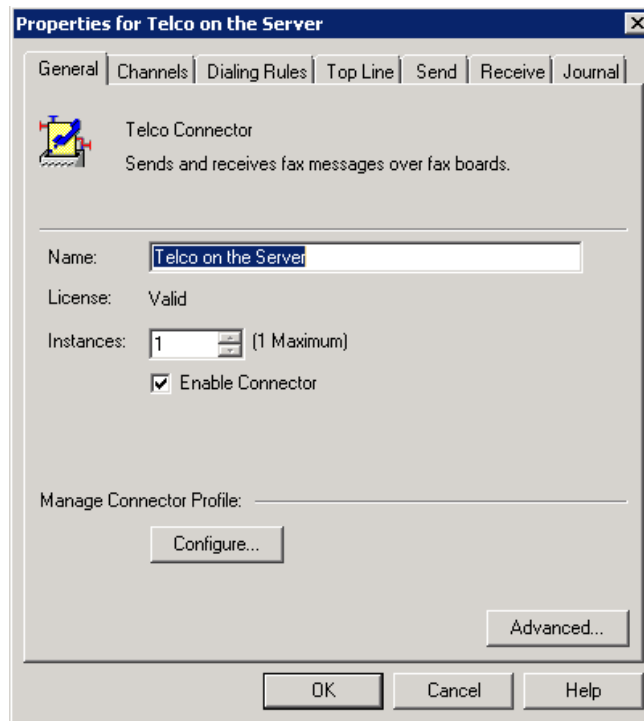 Properties for Telco on the Server
General Channels Dialing Rules Top Line Send Receive Journal
Telco Connector
Sends and receives fax messages over fax boards.
Name: Telco on the Server
License: Valid
Instances: 1 (1 Maximum)
Enable Connector
Manage Connector Profile:
Configure...
Advanced...
OK Cancel Help